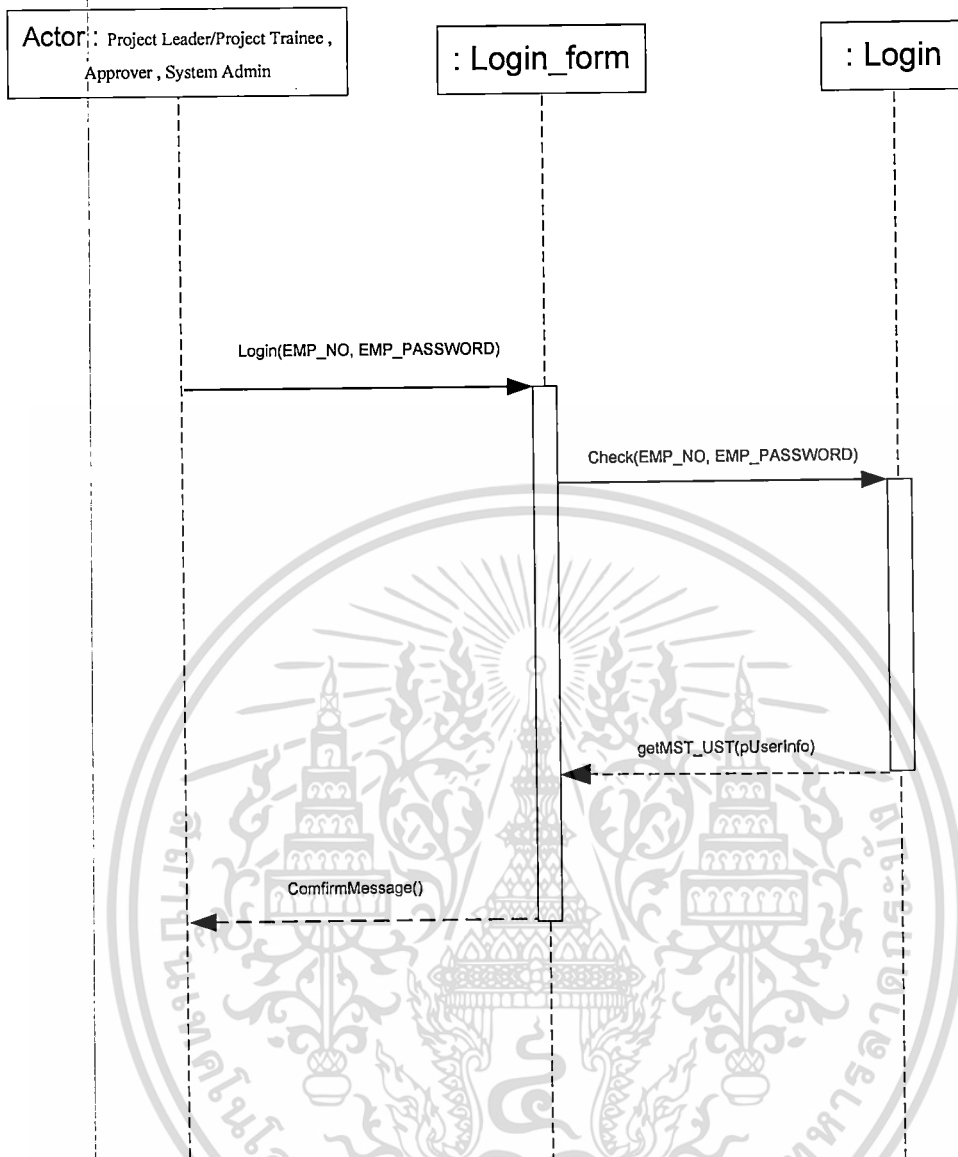 Actor : Project Leader/Project Trainee ,
Approver , System Admin
: Login_form
: Login
Login(EMP_NO, EMP_PASSWORD)
Check(EMP_NO, EMP_PASSWORD)
getMST_UST(pUserInfo)
ComfirmMessage()